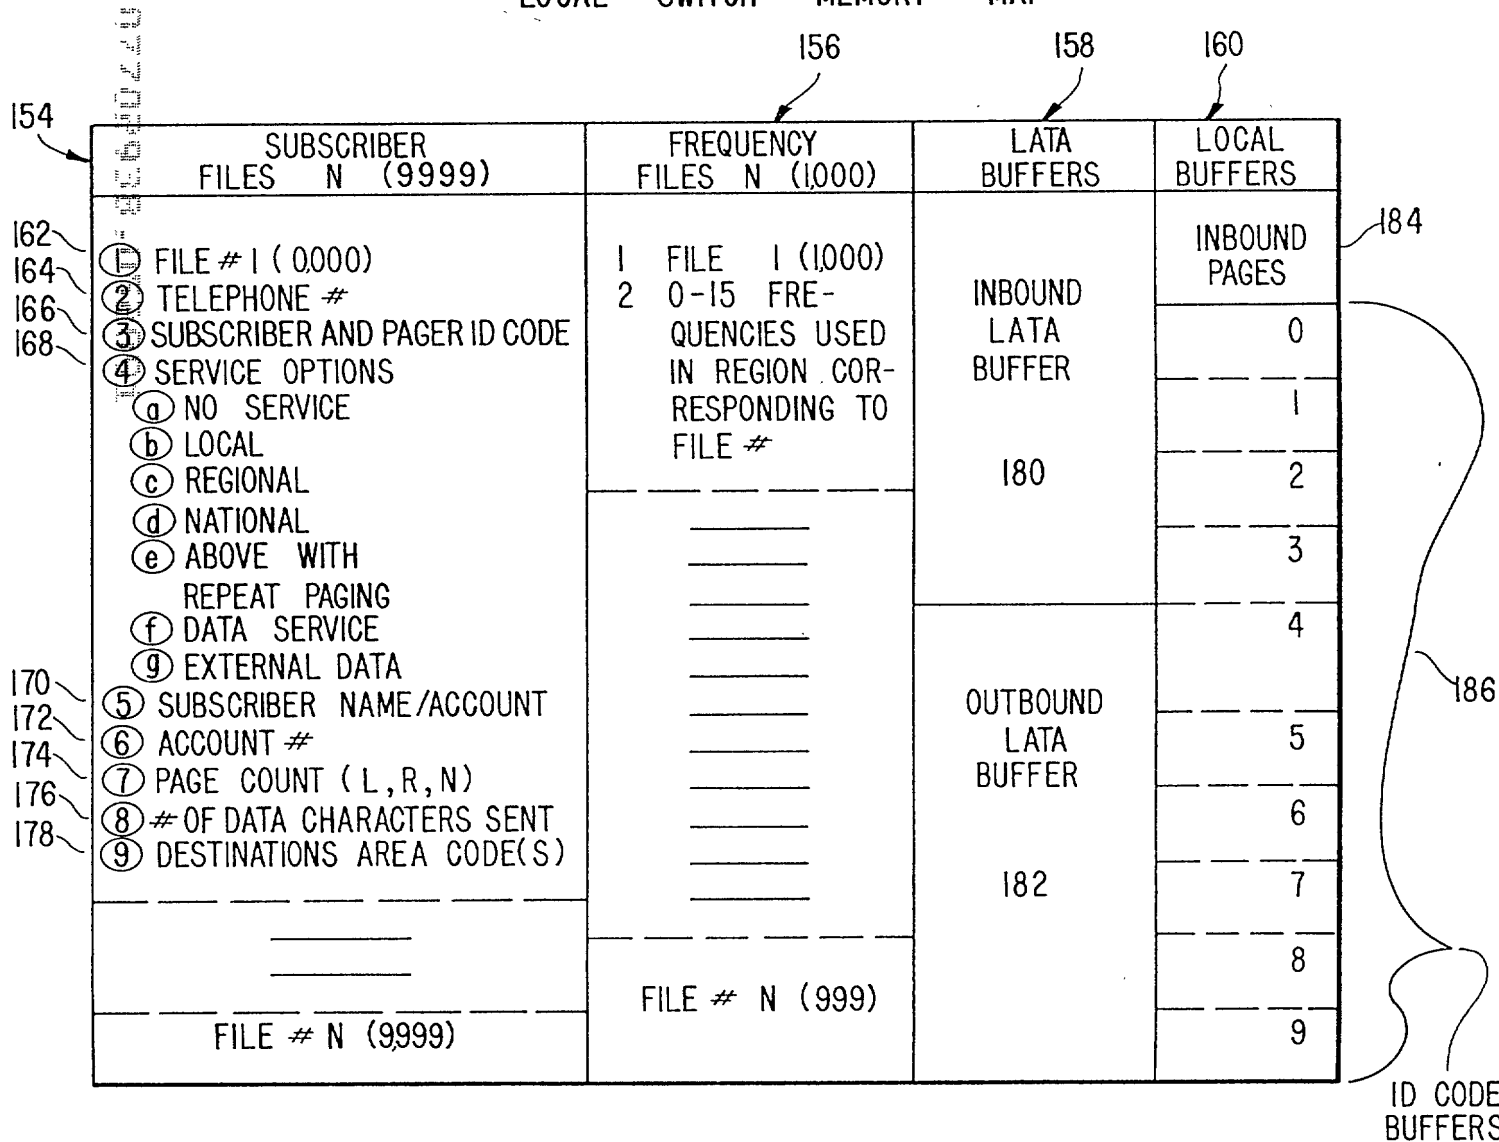 LOCAL SWITCH MEMORY MAP
156
158
160
154
SUBSCRIBER
FILES N (9999)
FREQUENCY
FILES N (1,000)
LATA
BUFFERS
LOCAL
BUFFERS
162
164
166
168
1 FILE # 1 (0,000)
2 TELEPHONE #
3 SUBSCRIBER AND PAGER ID CODE
4 SERVICE OPTIONS
a NO SERVICE
b LOCAL
c REGIONAL
d NATIONAL
e ABOVE WITH
REPEAT PAGING
f DATA SERVICE
g EXTERNAL DATA
170
172
174
176
178
5 SUBSCRIBER NAME/ACCOUNT
6 ACCOUNT #
7 PAGE COUNT (L,R,N)
8 # OF DATA CHARACTERS SENT
9 DESTINATIONS AREA CODE(S)
FILE # N (9,999)
1 FILE 1 (1,000)
2 0-15 FRE-
QUENCIES USED
IN REGION COR-
RESPONDING TO
FILE #
FILE # N (999)
INBOUND
LATA
BUFFER
180
OUTBOUND
LATA
BUFFER
182
INBOUND
PAGES
184
0
1
2
3
4
5
6
7
8
9
186
ID CODE
BUFFERS